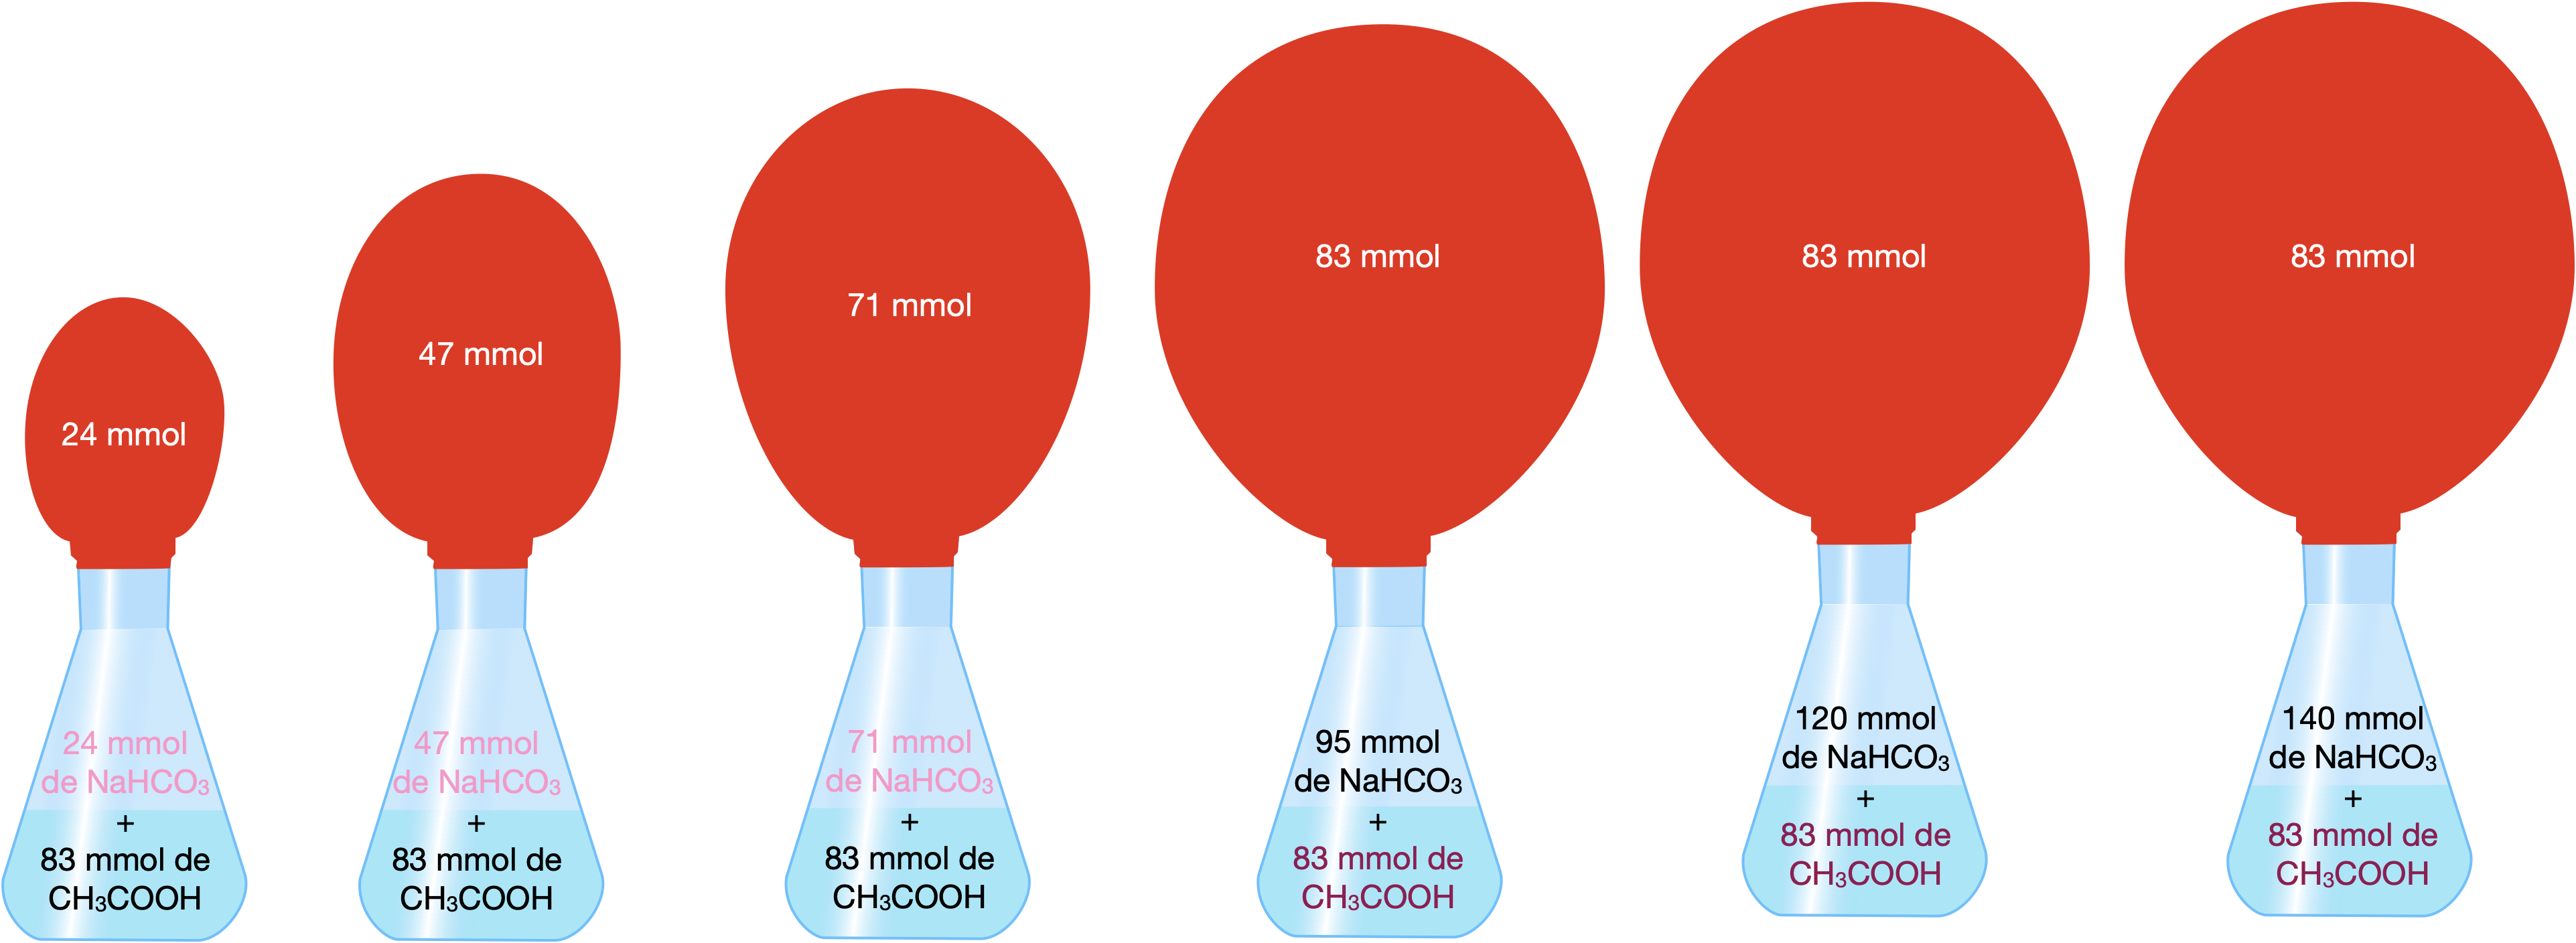 24 mmol
24 mmol
de NaHCO₃
+
83 mmol de
CH₃COOH
47 mmol
47 mmol
de NaHCO₃
+
83 mmol de
CH₃COOH
71 mmol
71 mmol
de NaHCO₃
+
83 mmol de
CH₃COOH
83 mmol
95 mmol
de NaHCO₃
+
83 mmol de
CH₃COOH
83 mmol
120 mmol
de NaHCO₃
+
83 mmol de
CH₃COOH
83 mmol
140 mmol
de NaHCO₃
+
83 mmol de
CH₃COOH